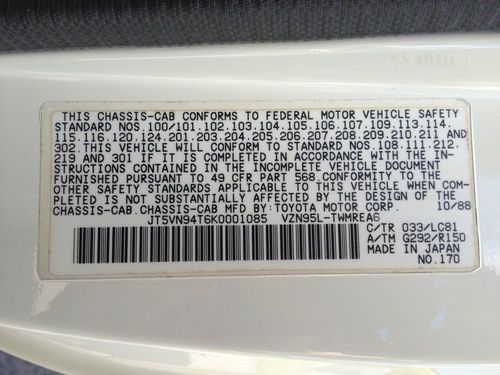 THIS CHASSIS-CAB CONFORMS TO FEDERAL MOTOR VEHICLE SAFETY
STANDARD NOS.100/101.102.103.104.105.106.107.109.113.114.
115.116.120.124.201.203.204.205.206.207.208.209.210.211 AND
302.THIS VEHICLE WILL CONFORM TO STANDARD NOS.108.111.212.
219 AND 301 IF IT IS COMPLETED IN ACCORDANCE WITH THE IN-
STRUCTIONS CONTAINED IN THE INCOMPLETE VEHICLE DOCUMENT
FURNISHED PURSUANT TO 49 CFR PART 568.CONFORMITY TO THE
OTHER SAFETY STANDARDS APPLICABLE TO THIS VEHICLE WHEN COMPLET-
ED IS NOT SUBSTANTIALLY AFFECTED BY THE DESIGN OF THE
CHASSIS-CAB.CHASSIS-CAB MFD BY:TOYOTA MOTOR CORP. 10/88
JT5VN94T6K0001085 VZN95L-TWMREA6
C/TR 033/LC81
A/TM G292/R150
MADE IN JAPAN
NO.170